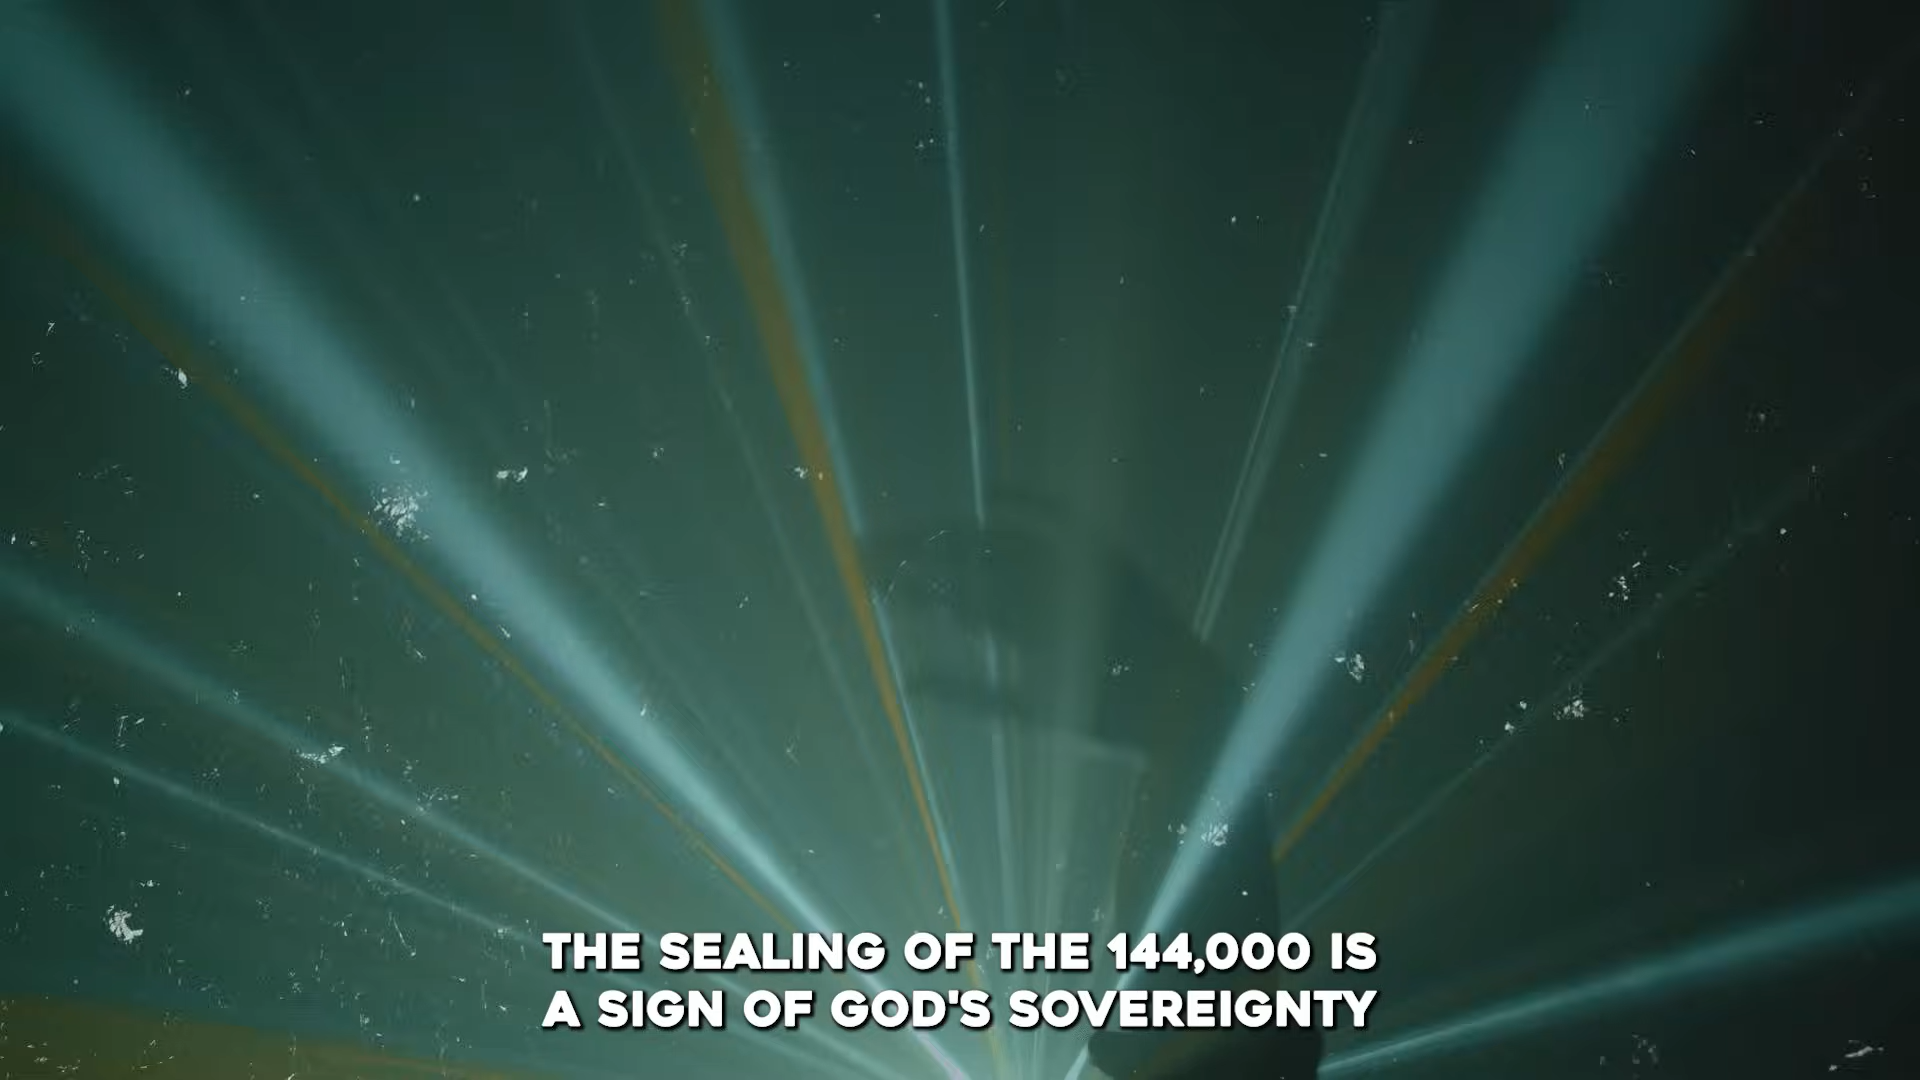 THE SEALING OF THE 144,000 IS
A SIGN OF GOD'S SOVEREIGNTY